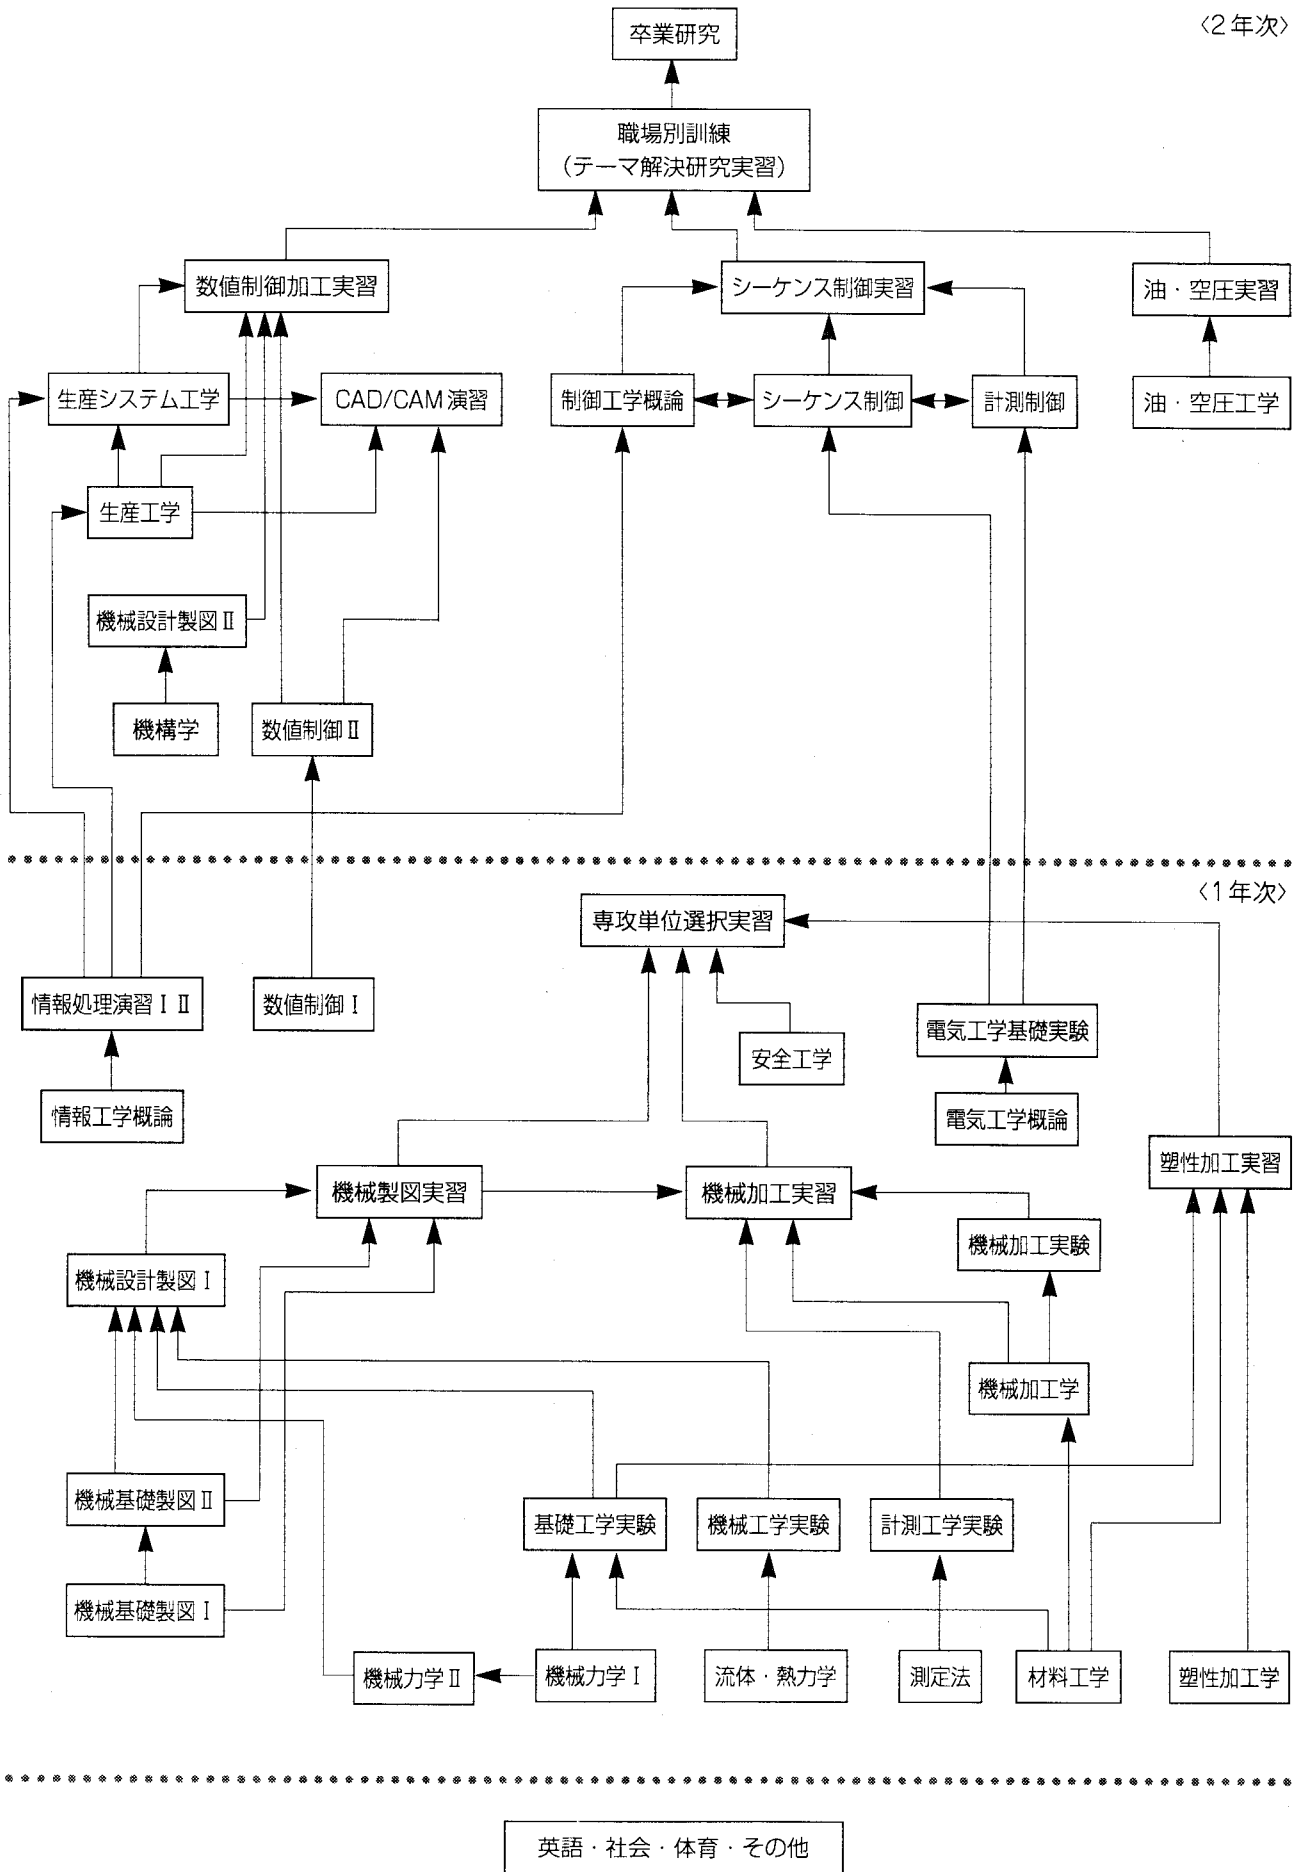 〈2年次〉
卒業研究
職場別訓練
(テーマ解決研究実習)
数値制御加工実習
シーケンス制御実習
油・空圧実習
生産システム工学
CAD/CAM 演習
制御工学概論
シーケンス制御
計測制御
油・空圧工学
生産工学
機械設計製図Ⅱ
機構学
数値制御Ⅱ
〈1年次〉
専攻単位選択実習
情報処理演習ⅠⅡ
数値制御Ⅰ
電気工学基礎実験
安全工学
情報工学概論
電気工学概論
塑性加工実習
機械製図実習
機械加工実習
機械加工実験
機械設計製図Ⅰ
機械加工学
機械基礎製図Ⅱ
基礎工学実験
機械工学実験
計測工学実験
機械基礎製図Ⅰ
機械力学Ⅱ
機械力学Ⅰ
流体・熱力学
測定法
材料工学
塑性加工学
英語・社会・体育・その他